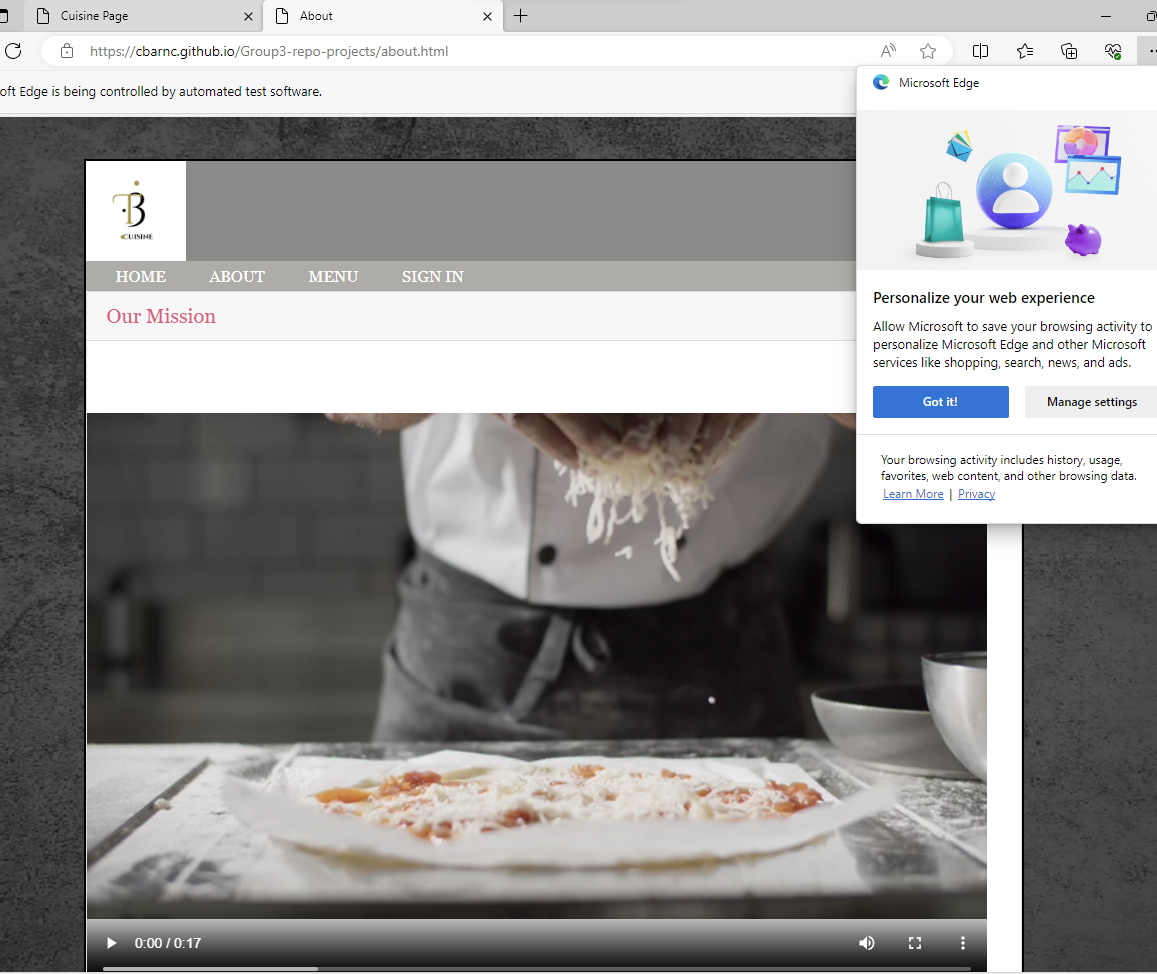 Cuisine Page
About
https://cbarnc.github.io/Group3-repo-projects/about.html
oft Edge is being controlled by automated test software.
Microsoft Edge
Personalize your web experience
Allow Microsoft to save your browsing activity to
personalize Microsoft Edge and other Microsoft
services like shopping, search, news, and ads.
Got it! Manage settings
Your browsing activity includes history, usage,
favorites, web content, and other browsing data.
Learn More | Privacy
TB
CUISINE
HOME ABOUT MENU SIGN IN
Our Mission
0:00 / 0:17